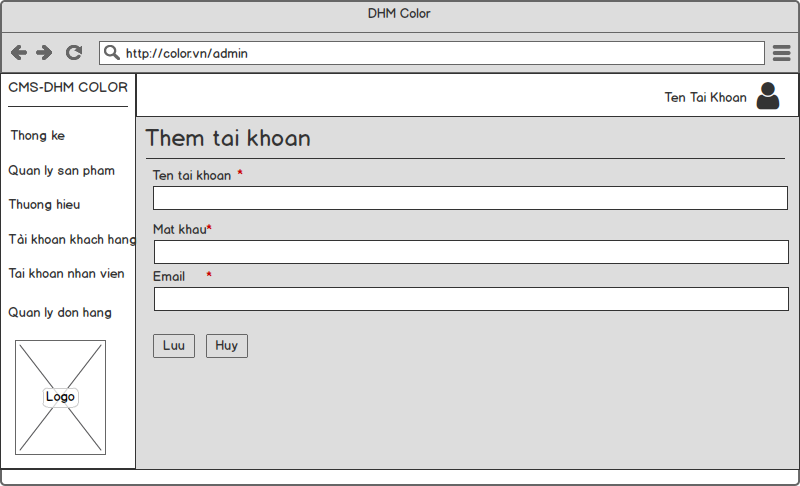 DHM Color
http://color.vn/admin
CMS-DHM COLOR
Ten Tai Khoan
Thong ke
Quan ly san pham
Thuong hieu
Tài khoan khach hang
Tai khoan nhan vien
Quan ly don hang
Logo
Them tai khoan
Ten tai khoan *
Mat khau*
Email *
Luu Huy